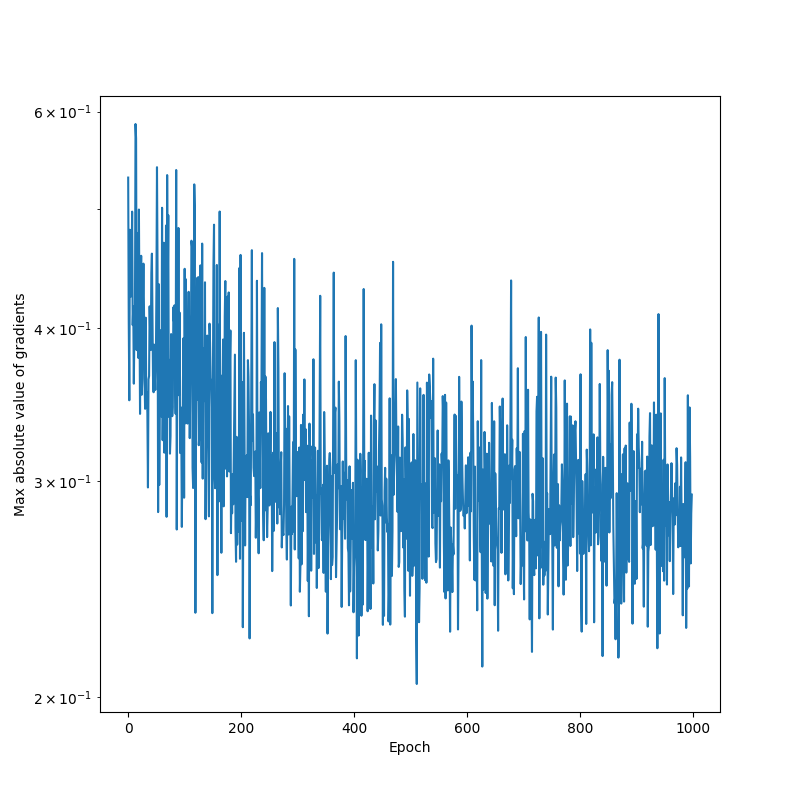 Max absolute value of gradients
6 × 10⁻¹
4 × 10⁻¹
3 × 10⁻¹
2 × 10⁻¹
0 200 400 600 800 1000
Epoch